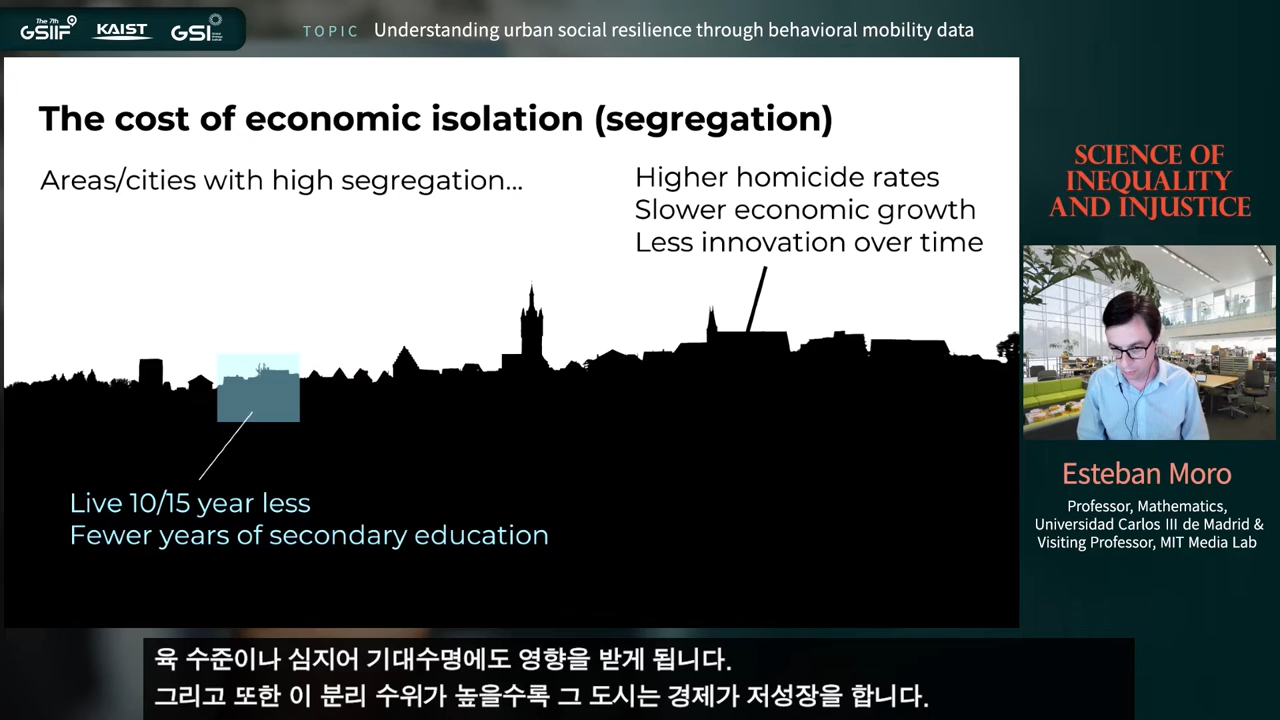 The 7th
GSIIF
KAIST
GSI
Global
Strategy
Institute
TOPIC Understanding urban social resilience through behavioral mobility data
The cost of economic isolation (segregation)
Areas/cities with high segregation...
Higher homicide rates
Slower economic growth
Less innovation over time
Live 10/15 year less
Fewer years of secondary education
SCIENCE OF
INEQUALITY
AND INJUSTICE
Esteban Moro
Professor, Mathematics,
Universidad Carlos III de Madrid &
Visiting Professor, MIT Media Lab
육 수준이나 심지어 기대수명에도 영향을 받게 됩니다.
그리고 또한 이 분리 수위가 높을수록 그 도시는 경제가 저성장을 합니다.